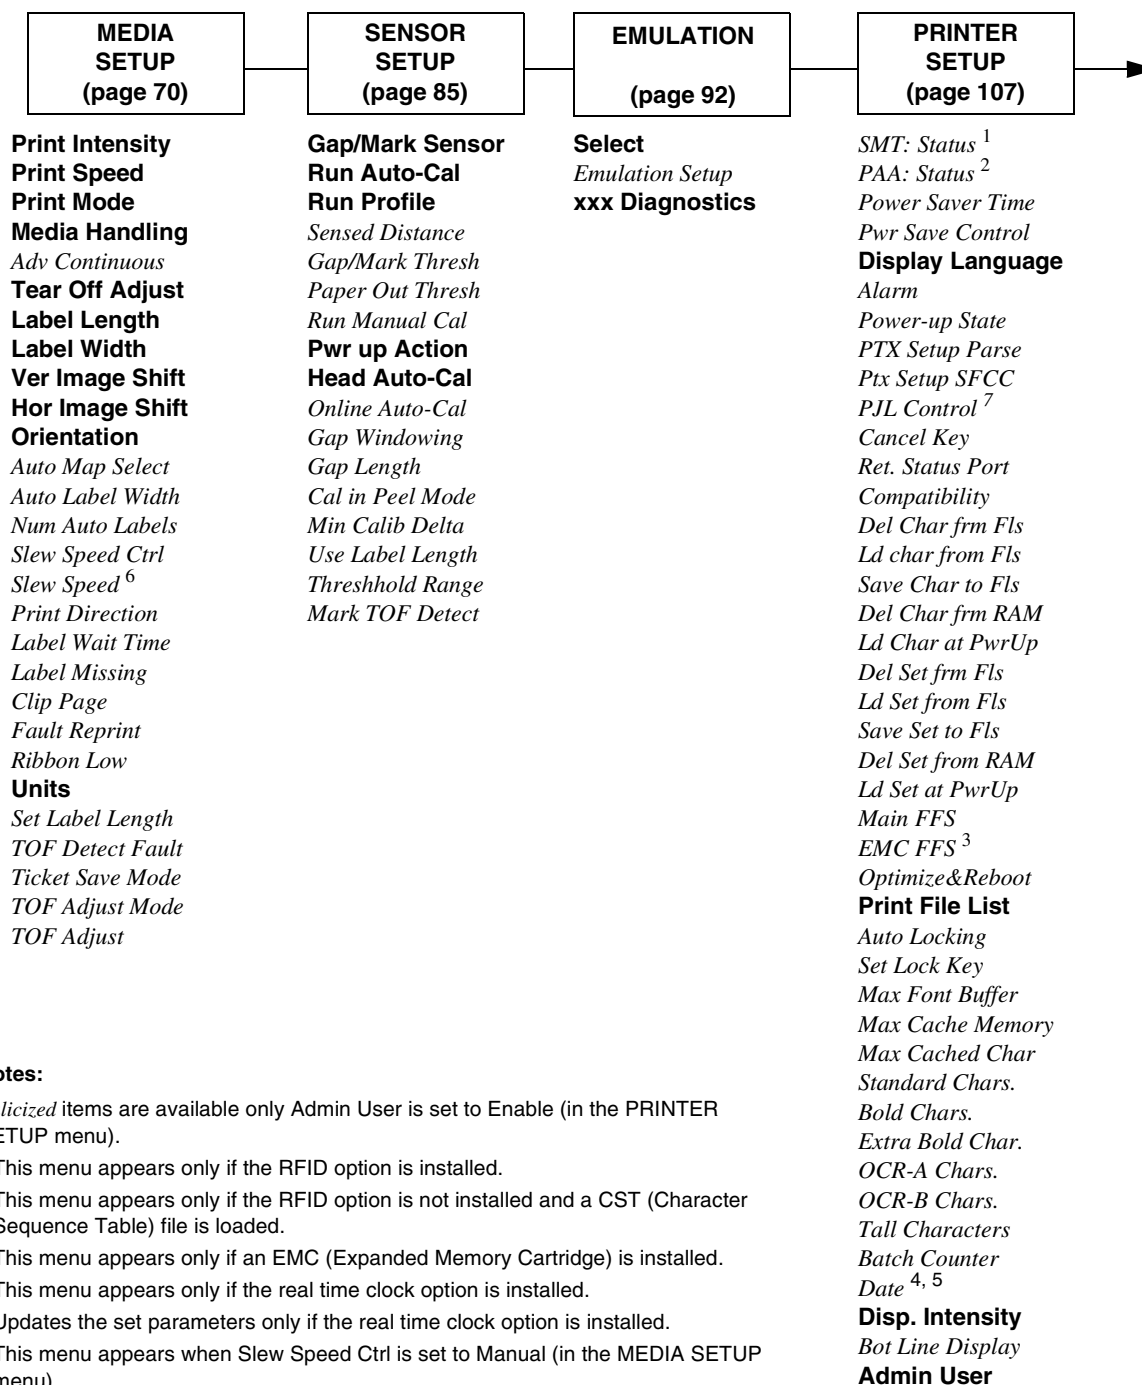 MEDIA
SETUP
(page 70)
SENSOR
SETUP
(page 85)
EMULATION
(page 92)
PRINTER
SETUP
(page 107)
Print Intensity
Print Speed
Print Mode
Media Handling
Adv Continuous
Tear Off Adjust
Label Length
Label Width
Ver Image Shift
Hor Image Shift
Orientation
Auto Map Select
Auto Label Width
Num Auto Labels
Slew Speed Ctrl
Slew Speed 6
Print Direction
Label Wait Time
Label Missing
Clip Page
Fault Reprint
Ribbon Low
Units
Set Label Length
TOF Detect Fault
Ticket Save Mode
TOF Adjust Mode
TOF Adjust
Gap/Mark Sensor
Run Auto-Cal
Run Profile
Sensed Distance
Gap/Mark Thresh
Paper Out Thresh
Run Manual Cal
Pwr up Action
Head Auto-Cal
Online Auto-Cal
Gap Windowing
Gap Length
Cal in Peel Mode
Min Calib Delta
Use Label Length
Threshhold Range
Mark TOF Detect
Select
Emulation Setup
xxx Diagnostics
SMT: Status 1
PAA: Status 2
Power Saver Time
Pwr Save Control
Display Language
Alarm
Power-up State
PTX Setup Parse
Ptx Setup SFCC
PJL Control 7
Cancel Key
Ret. Status Port
Compatibility
Del Char frm Fls
Ld char from Fls
Save Char to Fls
Del Char frm RAM
Ld Char at PwrUp
Del Set frm Fls
Ld Set from Fls
Save Set to Fls
Del Set from RAM
Ld Set at PwrUp
Main FFS
EMC FFS 3
Optimize&Reboot
Print File List
Auto Locking
Set Lock Key
Max Font Buffer
Max Cache Memory
Max Cached Char
Standard Chars.
Bold Chars.
Extra Bold Char.
OCR-A Chars.
OCR-B Chars.
Tall Characters
Batch Counter
Date 4, 5
Disp. Intensity
Bot Line Display
Admin User
otes:
licized items are available only Admin User is set to Enable (in the PRINTER
ETUP menu).
This menu appears only if the RFID option is installed.
This menu appears only if the RFID option is not installed and a CST (Character
Sequence Table) file is loaded.
This menu appears only if an EMC (Expanded Memory Cartridge) is installed.
This menu appears only if the real time clock option is installed.
Updates the set parameters only if the real time clock option is installed.
This menu appears when Slew Speed Ctrl is set to Manual (in the MEDIA SETUP
menu)